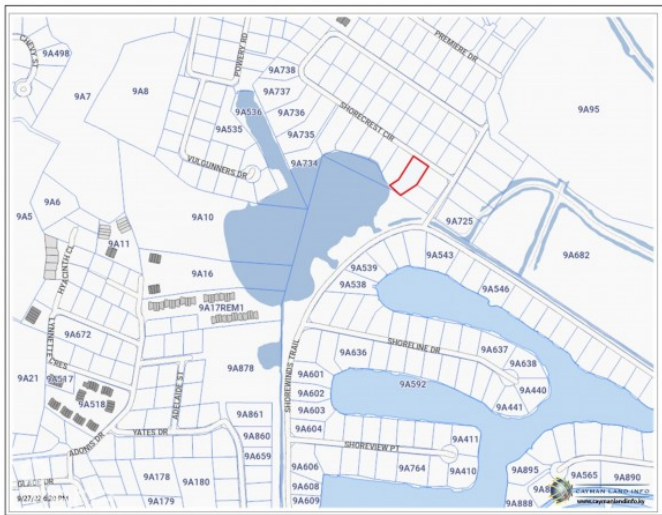 CHEVY ST
9A498
9A7
9A8
POWERY RD
9A738
9A737
9A736
9A735
9A734
9A536
9A535
VULGUNNERS DR
SHORECREST CIR
PREMIERE DR
9A95
9A725
9A682
9A5
9A6
9A11
9A10
9A16
9A17REM1
HYACINTH CL
9A672
LYNNETTE CRES
9A21
9A517
9A518
ADONIS DR
YATES DR
ADELAIDE ST
9A878
9A861
9A860
9A659
9A178
9A180
9A179
SHOREWINDS TRAIL
9A539
9A538
9A543
9A546
9A636
SHORELINE DR
9A637
9A638
9A440
9A441
9A592
9A601
9A602
9A603
9A604
SHOREVIEW PT
9A411
9A410
9A764
9A606
9A608
9A609
9A895
9A565
9A890
9A888
CAYMAN LAND INFO
www.caymanlandinfo.ky